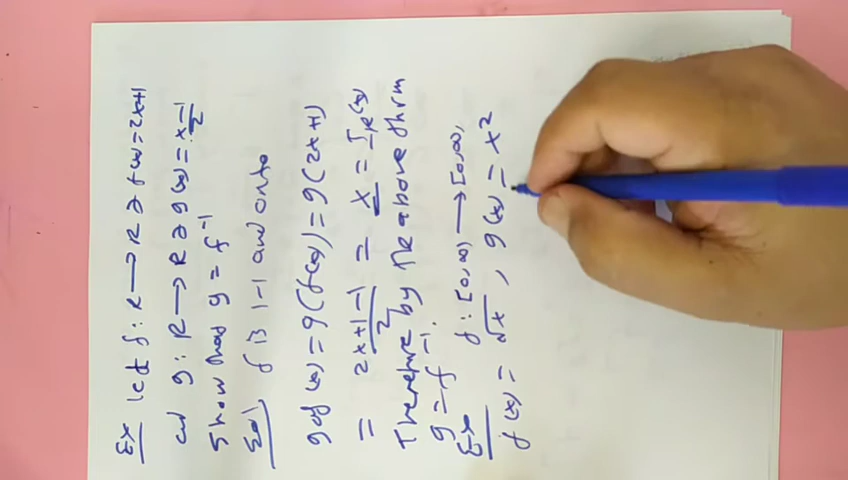 Ex let f : R → R ∋ f(x) = 2x+1
and g : R → R ∋ g(x) = x-1/2
Show that g = f⁻¹
Sol f is 1-1 and onto
gof(x) = g(f(x)) = g(2x+1)
= 2x+1-1/2 = x = I_R(x)
Therefore by the above thrm
g = f⁻¹.
Ex f : [0,∞) → [0,∞),
f(x) = √x , g(x) = x²